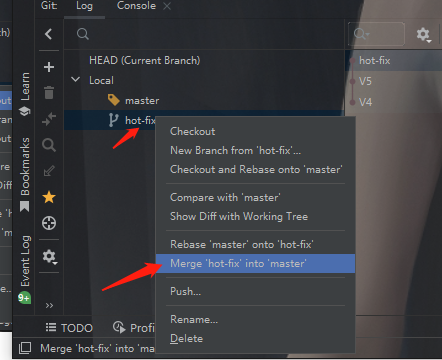 Git:
Log
Console
HEAD (Current Branch)
Local
master
hot-fix
hot-fix
V5
V4
Checkout
New Branch from 'hot-fix'...
Checkout and Rebase onto 'master'
Compare with 'master'
Show Diff with Working Tree
Rebase 'master' onto 'hot-fix'
Merge 'hot-fix' into 'master'
Push...
Rename...
Delete
Learn
Bookmarks
Event Log
9+
TODO
Profi
Merge 'hot-fix' into 'ma